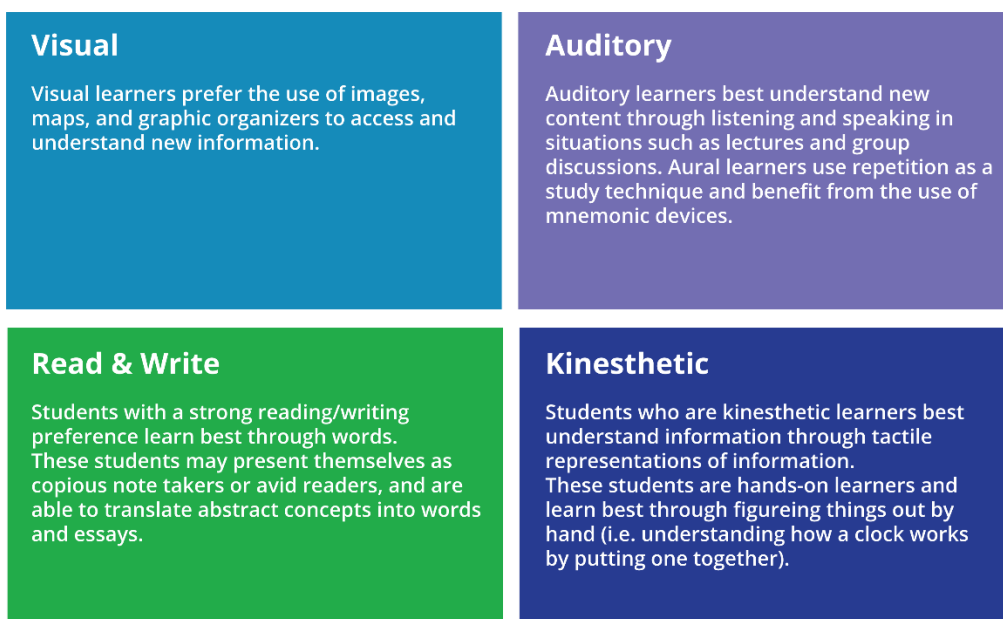 Visual
Visual learners prefer the use of images,
maps, and graphic organizers to access and
understand new information.
Auditory
Auditory learners best understand new
content through listening and speaking in
situations such as lectures and group
discussions. Aural learners use repetition as a
study technique and benefit from the use of
mnemonic devices.
Read & Write
Students with a strong reading/writing
preference learn best through words.
These students may present themselves as
copious note takers or avid readers, and are
able to translate abstract concepts into words
and essays.
Kinesthetic
Students who are kinesthetic learners best
understand information through tactile
representations of information.
These students are hands-on learners and
learn best through figureing things out by
hand (i.e. understanding how a clock works
by putting one together).